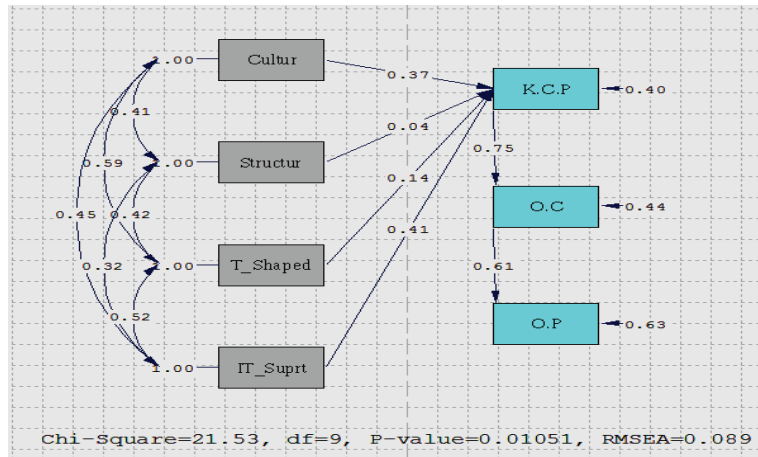 1.00 Cultur
0.37
K.C.P 0.40
0.41
0.04
0.75
1.00 Structur
0.59
0.14
0.45 0.42
O.C 0.44
0.41
0.32 1.00 T_Shaped
0.61
0.52
O.P 0.63
1.00 IT_Suprt
Chi-Square=21.53, df=9, P-value=0.01051, RMSEA=0.089